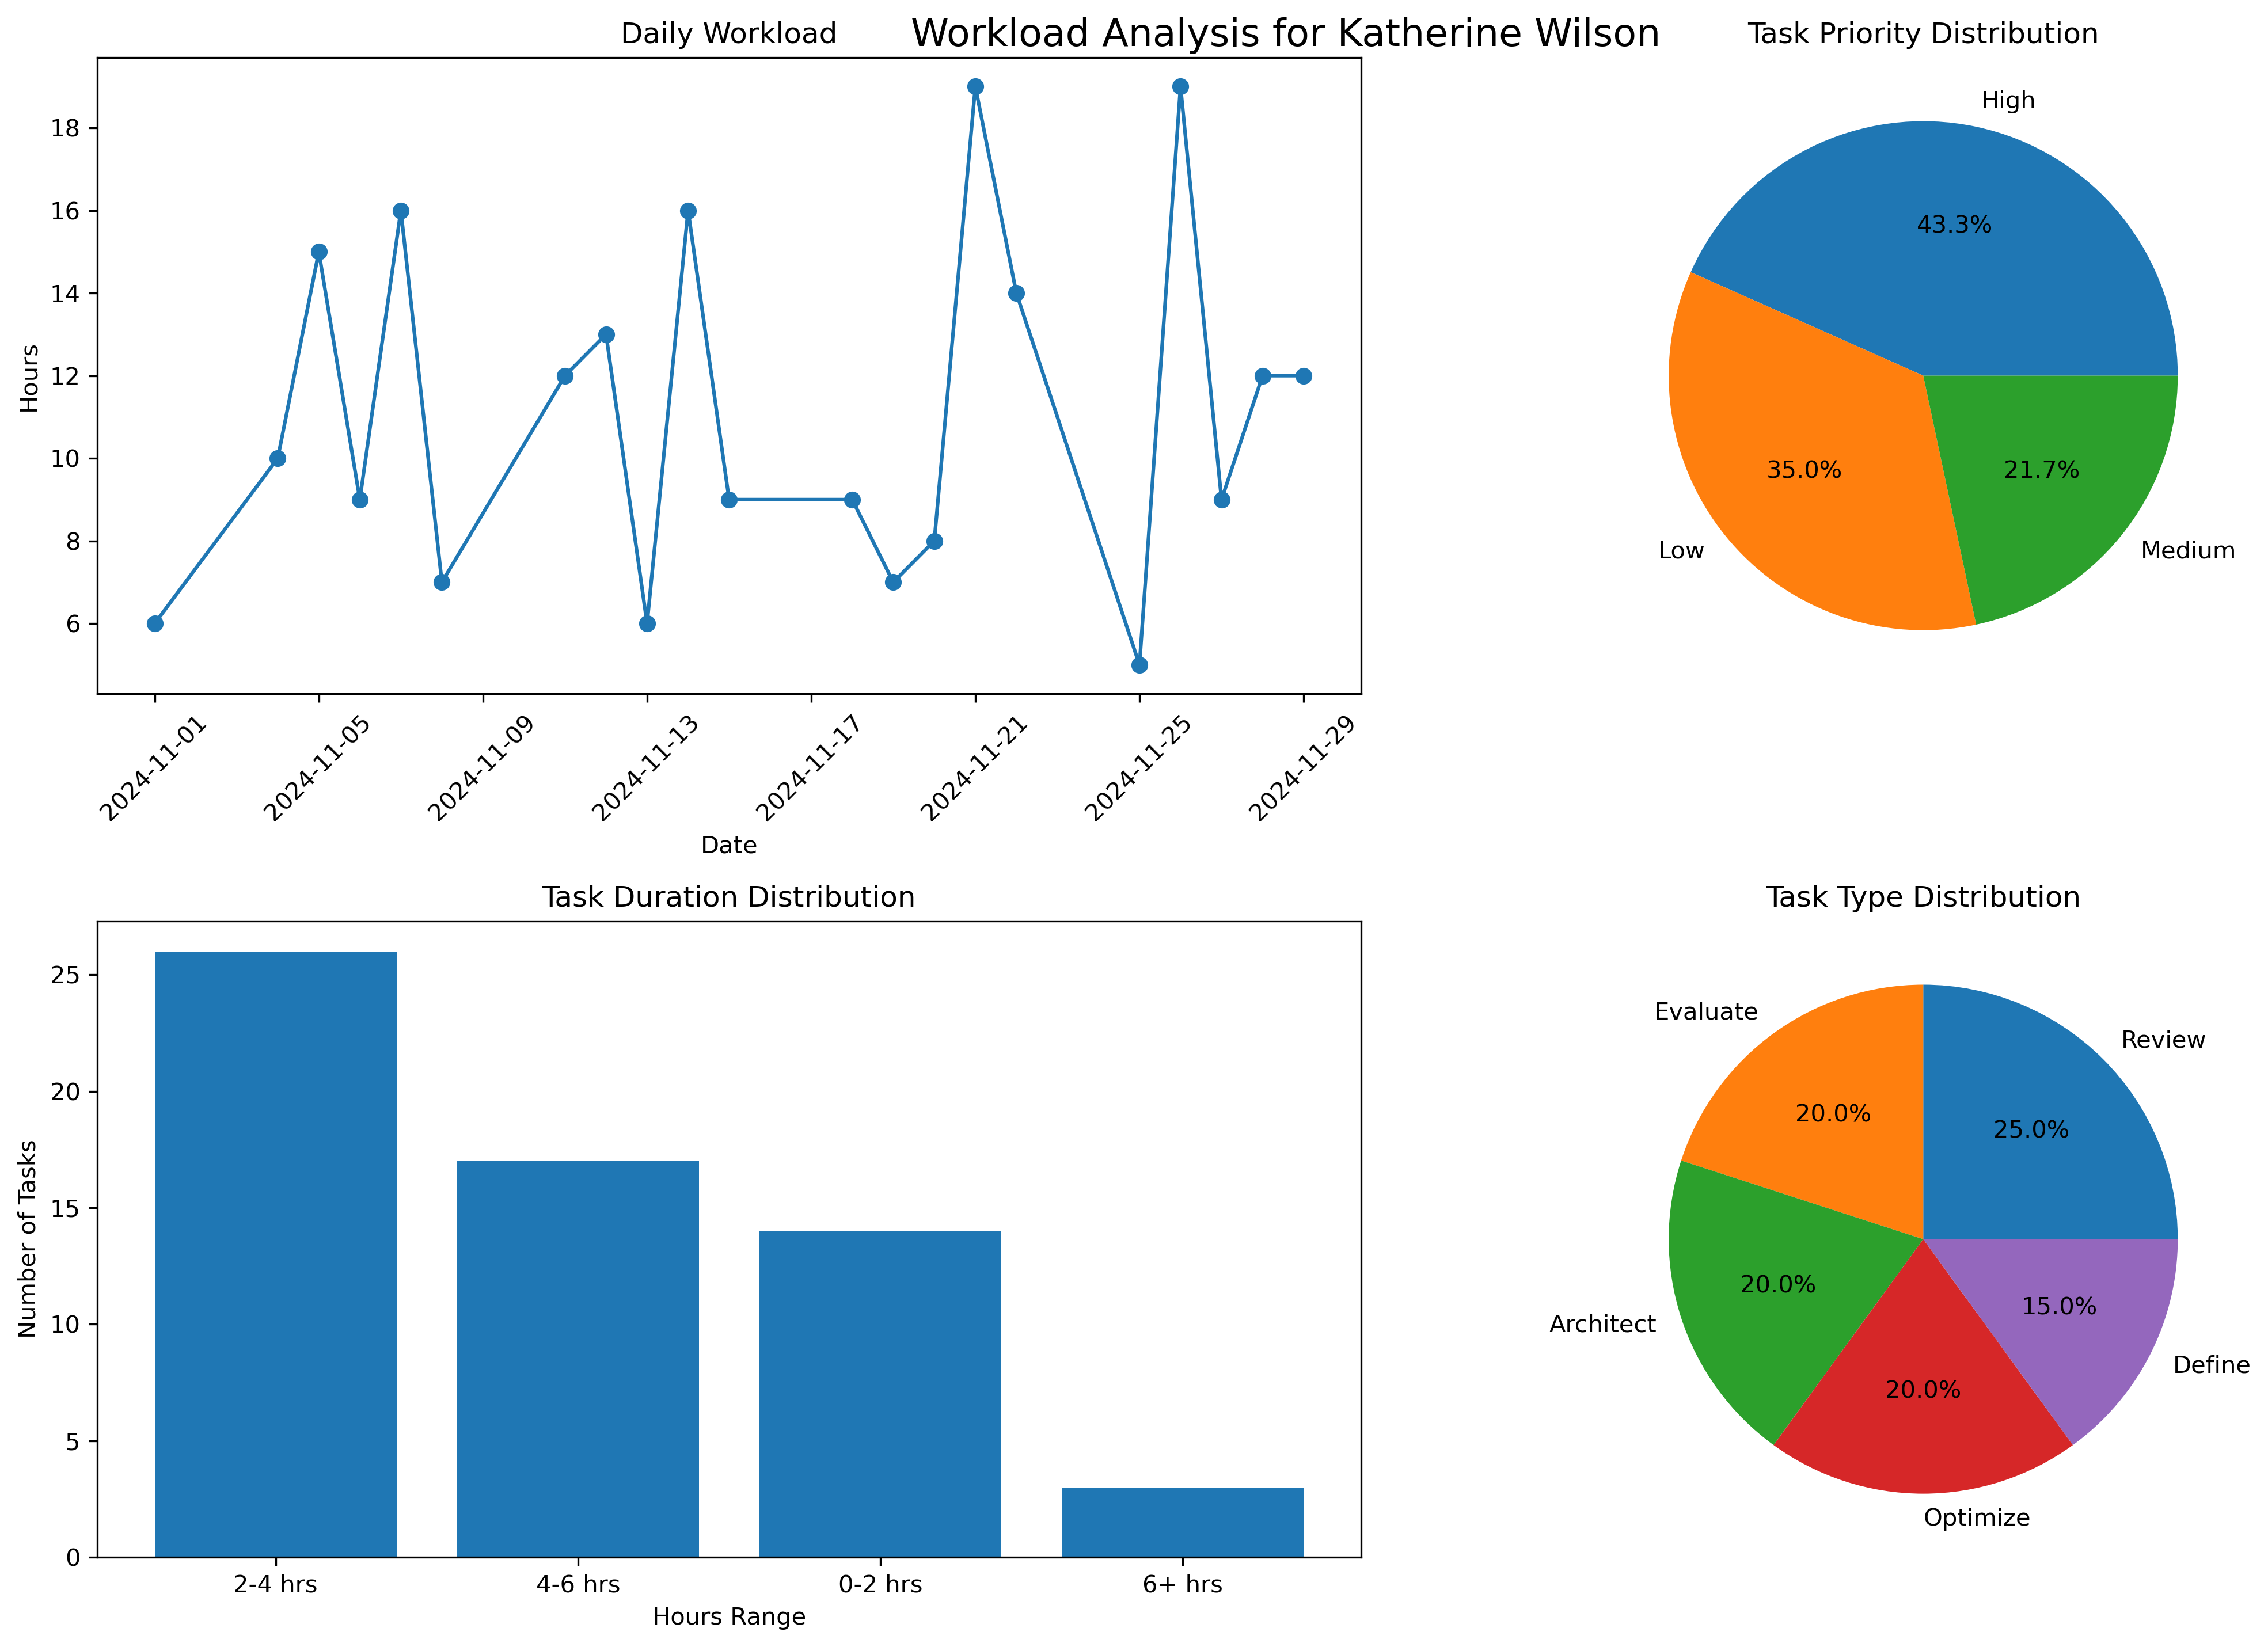 Workload Analysis for Katherine Wilson
Daily Workload
Hours
18
16
14
12
10
8
6
2024-11-01
2024-11-05
2024-11-09
2024-11-13
2024-11-17
2024-11-21
2024-11-25
2024-11-29
Date
Task Priority Distribution
High
43.3%
35.0%
21.7%
Low
Medium
Task Duration Distribution
Number of Tasks
25
20
15
10
5
0
2-4 hrs
4-6 hrs
0-2 hrs
6+ hrs
Hours Range
Task Type Distribution
Evaluate
Review
20.0%
25.0%
20.0%
15.0%
Architect
Define
20.0%
Optimize